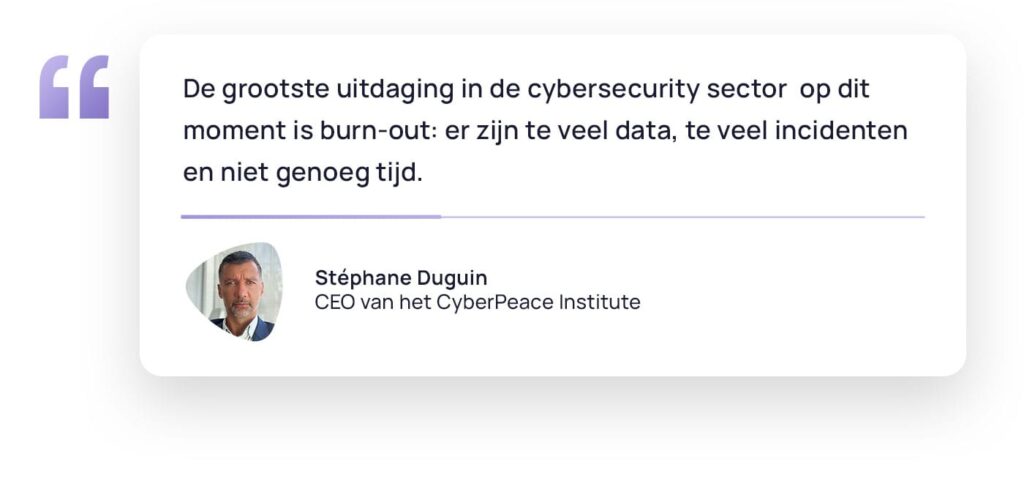 De grootste uitdaging in de cybersecurity sector  op dit
moment is burn-out: er zijn te veel data, te veel incidenten
en niet genoeg tijd.
Stéphane Duguin
CEO van het CyberPeace Institute